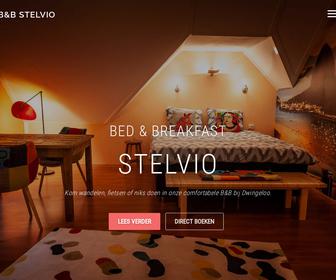 B&B STELVIO
BED & BREAKFAST
STELVIO
Kom wandelen, fietsen of niks doen in onze comfortabele B&B bij Dwingeloo.
LEES VERDER
DIRECT BOEKEN